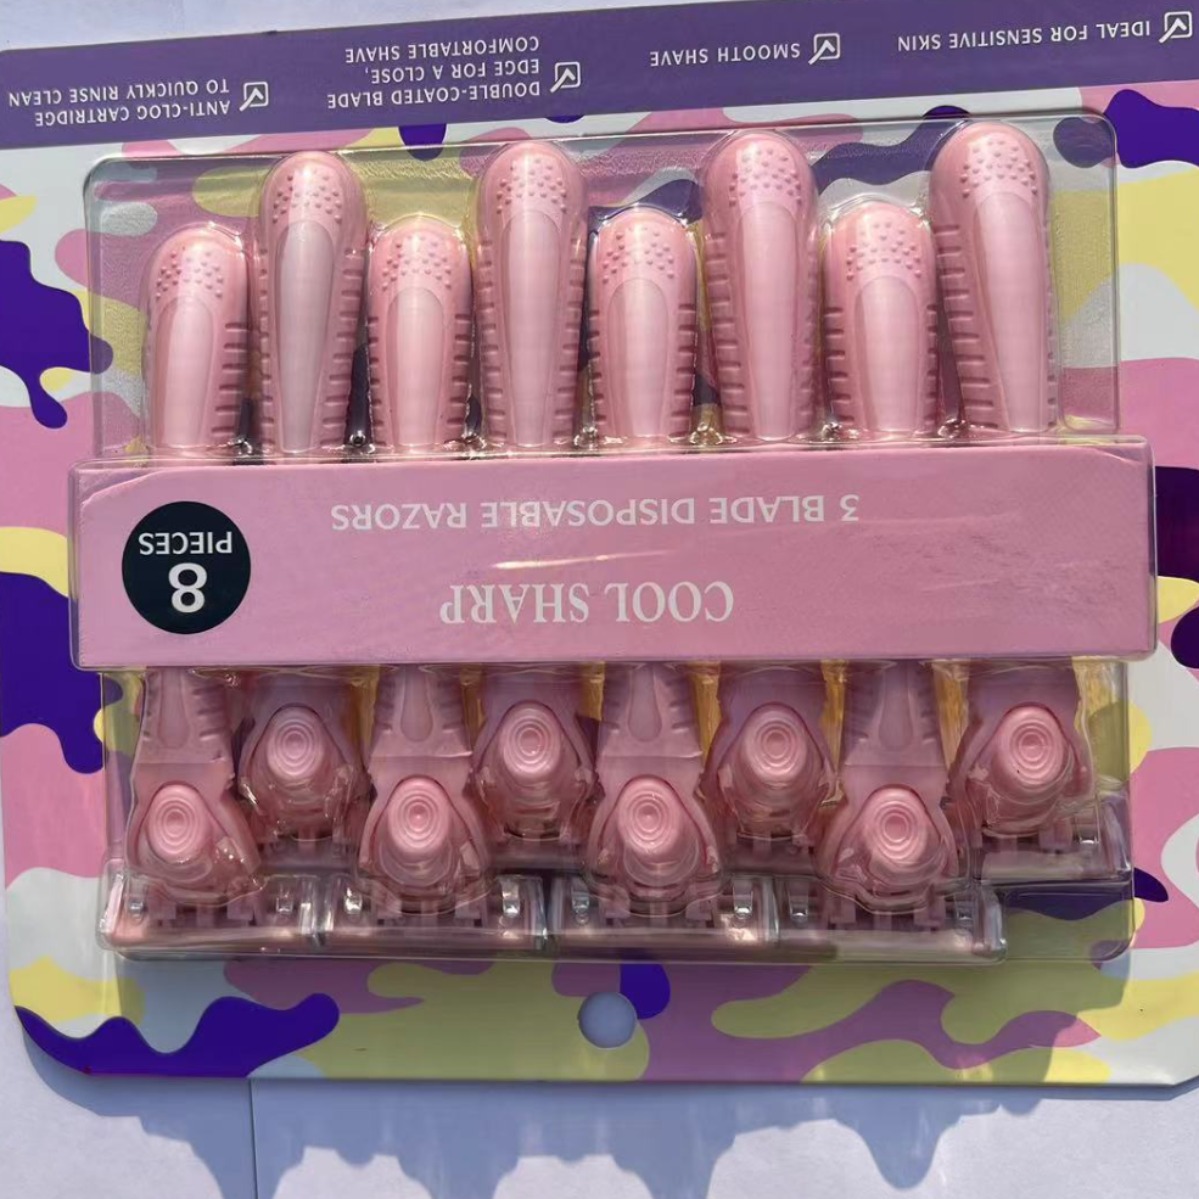 COOL SHARP
3 BLADE DISPOSABLE RAZORS
8
PIECES
IDEAL FOR SENSITIVE SKIN
SMOOTH SHAVE
DOUBLE-COATED BLADE
EDGE FOR A CLOSE,
COMFORTABLE SHAVE
ANTI-CLOG CARTRIDGE
TO QUICKLY RINSE CLEAN